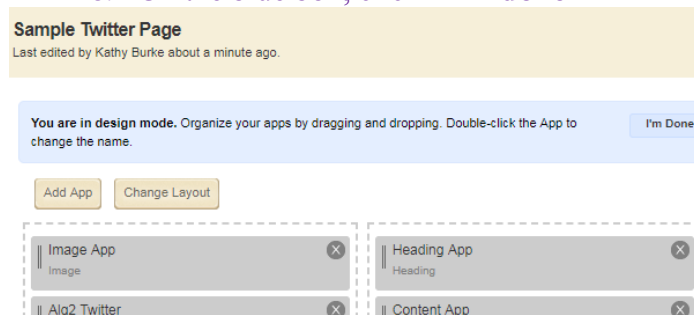 Sample Twitter Page
Last edited by Kathy Burke about a minute ago.
You are in design mode. Organize your apps by dragging and dropping. Double-click the App to
change the name.
I'm Done
Add App
Change Layout
Image App
Image
Heading App
Heading
Alg2 Twitter
Content App